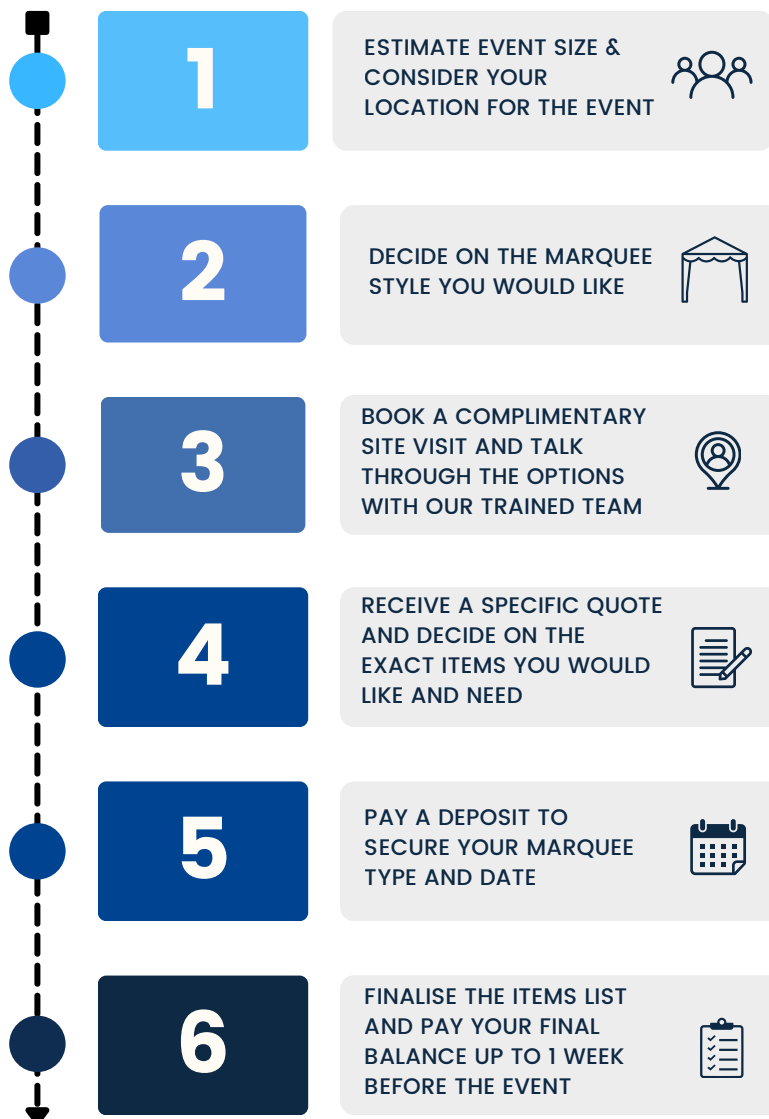 1
ESTIMATE EVENT SIZE &
CONSIDER YOUR
LOCATION FOR THE EVENT
2
DECIDE ON THE MARQUEE
STYLE YOU WOULD LIKE
3
BOOK A COMPLIMENTARY
SITE VISIT AND TALK
THROUGH THE OPTIONS
WITH OUR TRAINED TEAM
4
RECEIVE A SPECIFIC QUOTE
AND DECIDE ON THE
EXACT ITEMS YOU WOULD
LIKE AND NEED
5
PAY A DEPOSIT TO
SECURE YOUR MARQUEE
TYPE AND DATE
6
FINALISE THE ITEMS LIST
AND PAY YOUR FINAL
BALANCE UP TO 1 WEEK
BEFORE THE EVENT